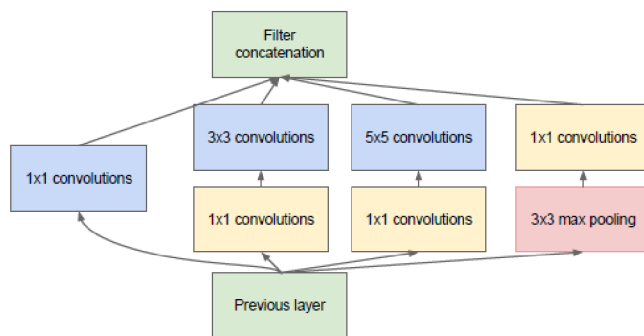 Filter
concatenation
3x3 convolutions
5x5 convolutions
1x1 convolutions
1x1 convolutions
1x1 convolutions
1x1 convolutions
3x3 max pooling
Previous layer